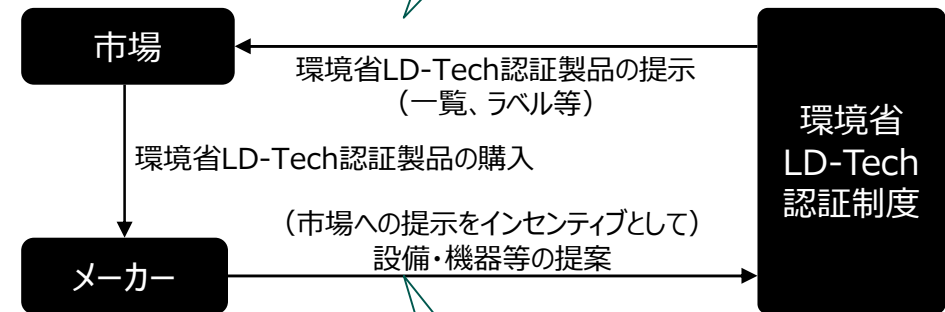 市場
環境省LD-Tech認証製品の提示
（一覧、ラベル等）
環境省LD-Tech認証製品の購入
環境省
LD-Tech
認証制度
（市場への提示をインセンティブとして）
設備・機器等の提案
メーカー